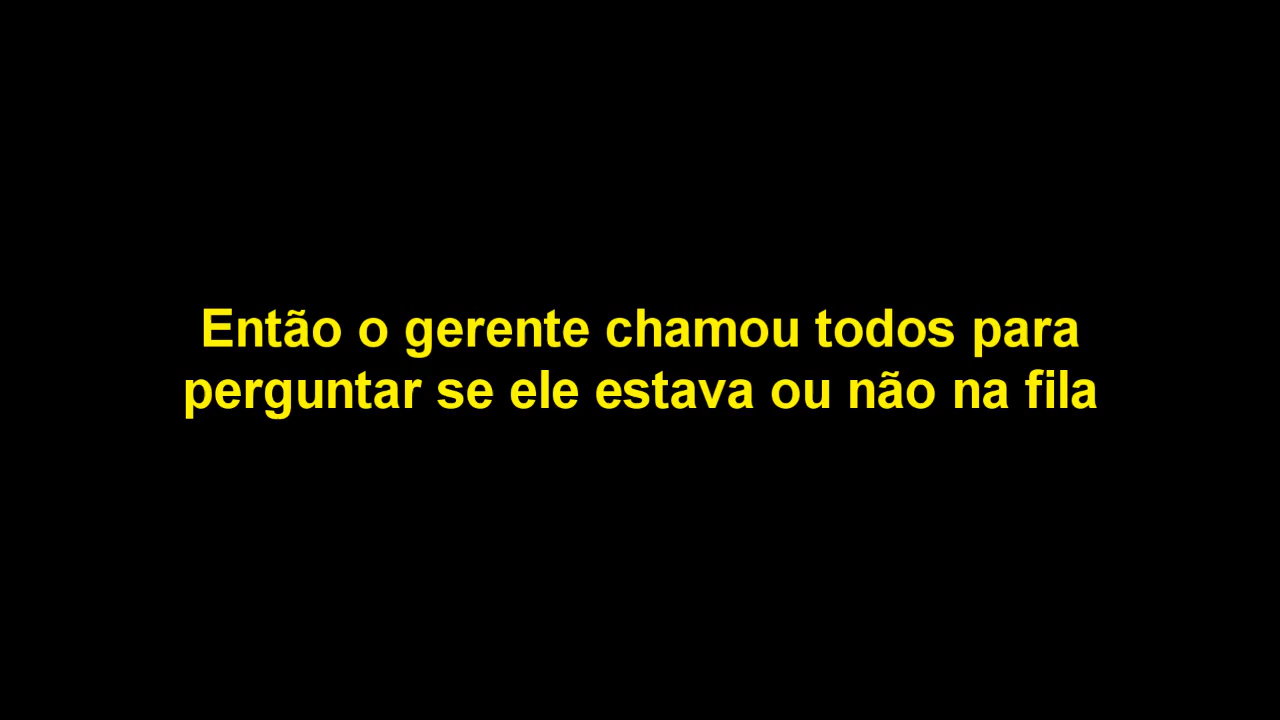 Então o gerente chamou todos para
perguntar se ele estava ou não na fila